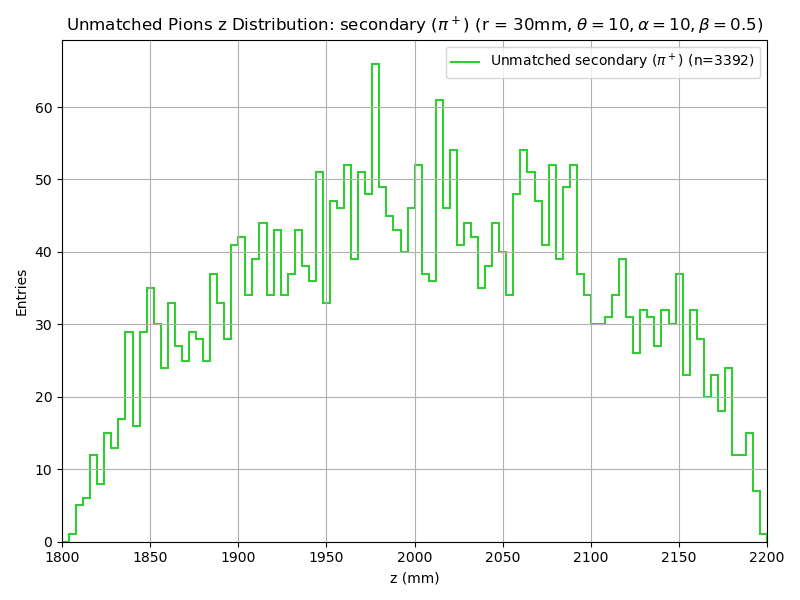 Unmatched Pions z Distribution: secondary (π⁺) (r = 30mm, θ = 10, α = 10, β = 0.5)
Unmatched secondary (π⁺) (n=3392)
Entries
60
50
40
30
20
10
0
1800 1850 1900 1950 2000 2050 2100 2150 2200
z (mm)